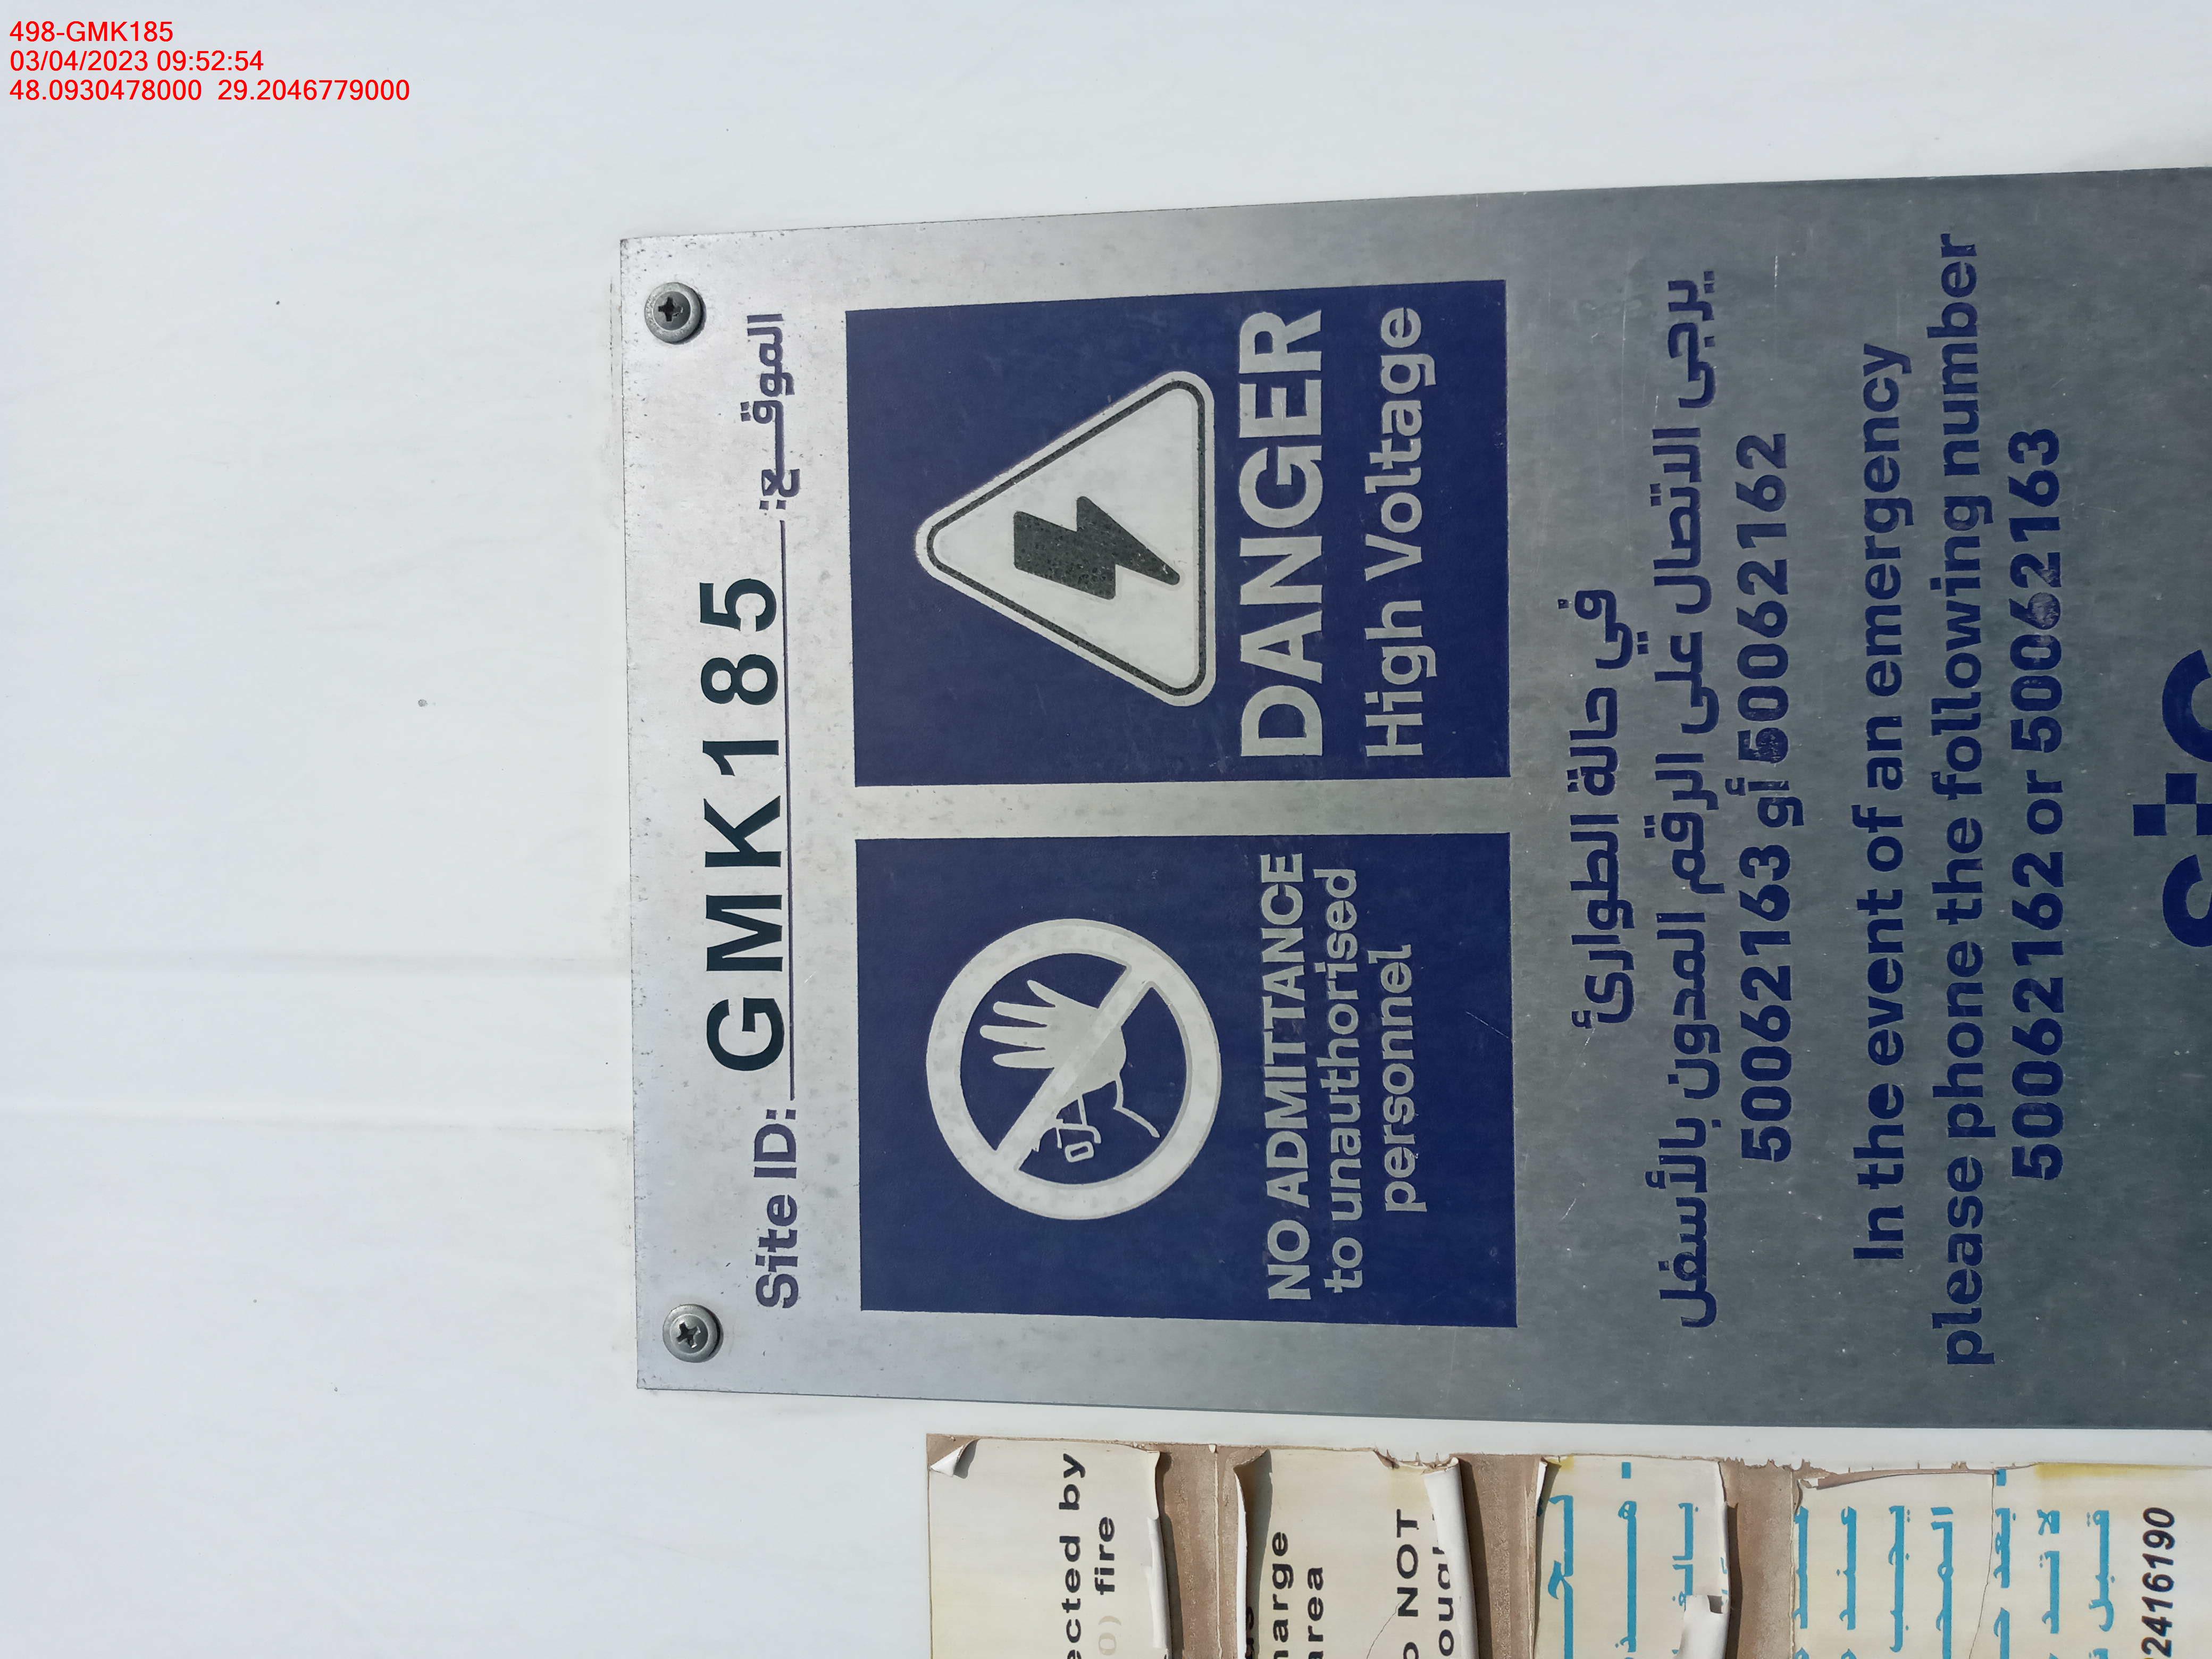 498-GMK185
03/04/2023 09:52:54
48.0930478000 29.2046779000
Site ID: GMK185 الموقع:
NO ADMITTANCE
to unauthorised
personnel
DANGER
High Voltage
في حالة الطوارئ
يرجى الاتصال على الرقم المدون بالأسفل
50062163 أو 50062162
In the event of an emergency
please phone the following number
50062162 or 50062163
stc
by
fire
area
NOT
2416190